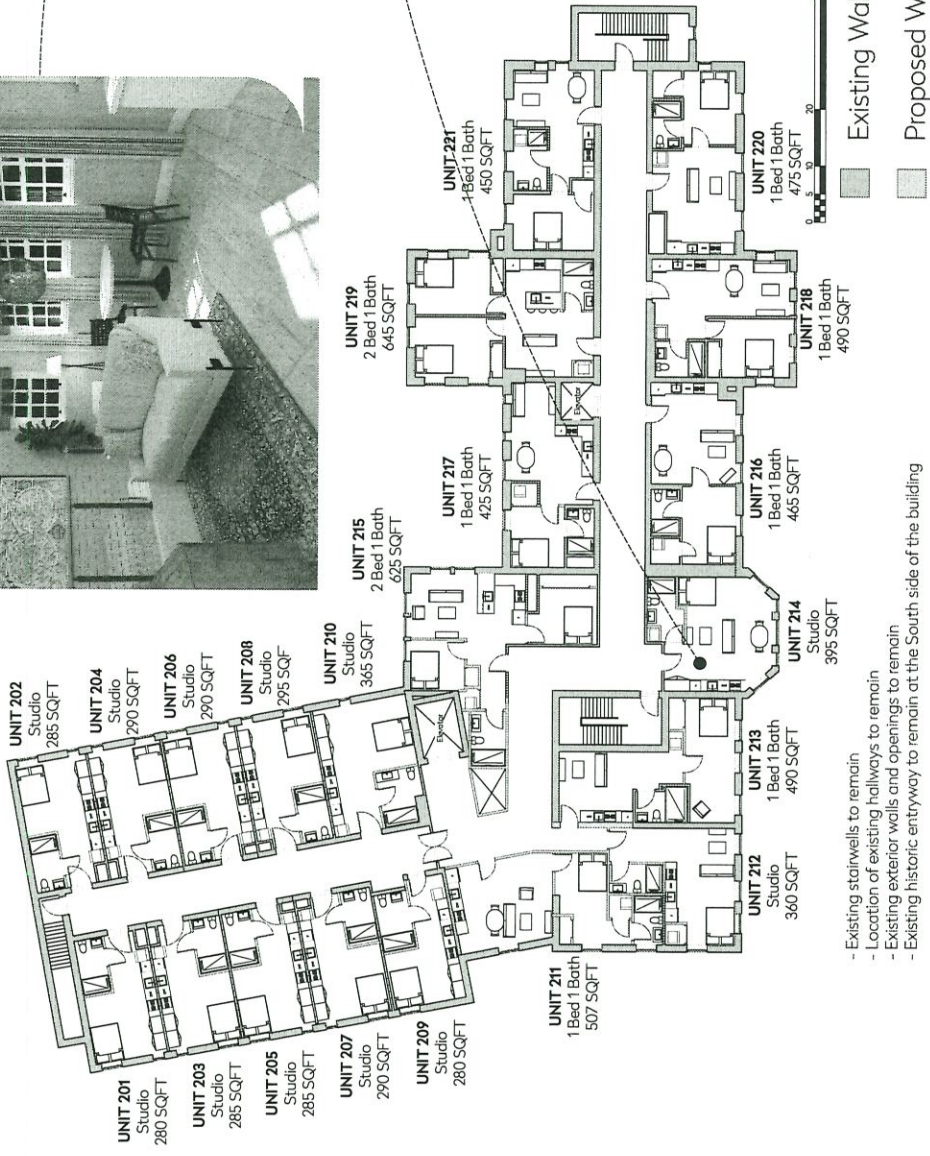 UNIT 202
Studio
285 SQFT
UNIT 204
Studio
290 SQFT
UNIT 206
Studio
290 SQFT
UNIT 208
Studio
295 SQF
UNIT 210
Studio
365 SQFT
UNIT 215
2 Bed 1 Bath
625 SQFT
UNIT 217
1 Bed 1 Bath
425 SQFT
UNIT 219
2 Bed 1 Bath
645 SQFT
UNIT 221
1 Bed 1 Bath
450 SQFT
Elevator
Elevator
UNIT 201
Studio
280 SQFT
UNIT 203
Studio
285 SQFT
UNIT 205
Studio
285 SQFT
UNIT 207
Studio
290 SQFT
UNIT 209
Studio
280 SQFT
UNIT 211
1 Bed 1 Bath
507 SQFT
UNIT 212
Studio
360 SQFT
UNIT 213
1 Bed 1 Bath
490 SQFT
UNIT 214
Studio
395 SQFT
UNIT 216
1 Bed 1 Bath
465 SQFT
UNIT 218
1 Bed 1 Bath
490 SQFT
UNIT 220
1 Bed 1 Bath
475 SQFT
0 5 10 20
- Existing stairwells to remain
- Location of existing hallways to remain
- Existing exterior walls and openings to remain
- Existing historic entryway to remain at the South side of the building
Existing Wa
Proposed W